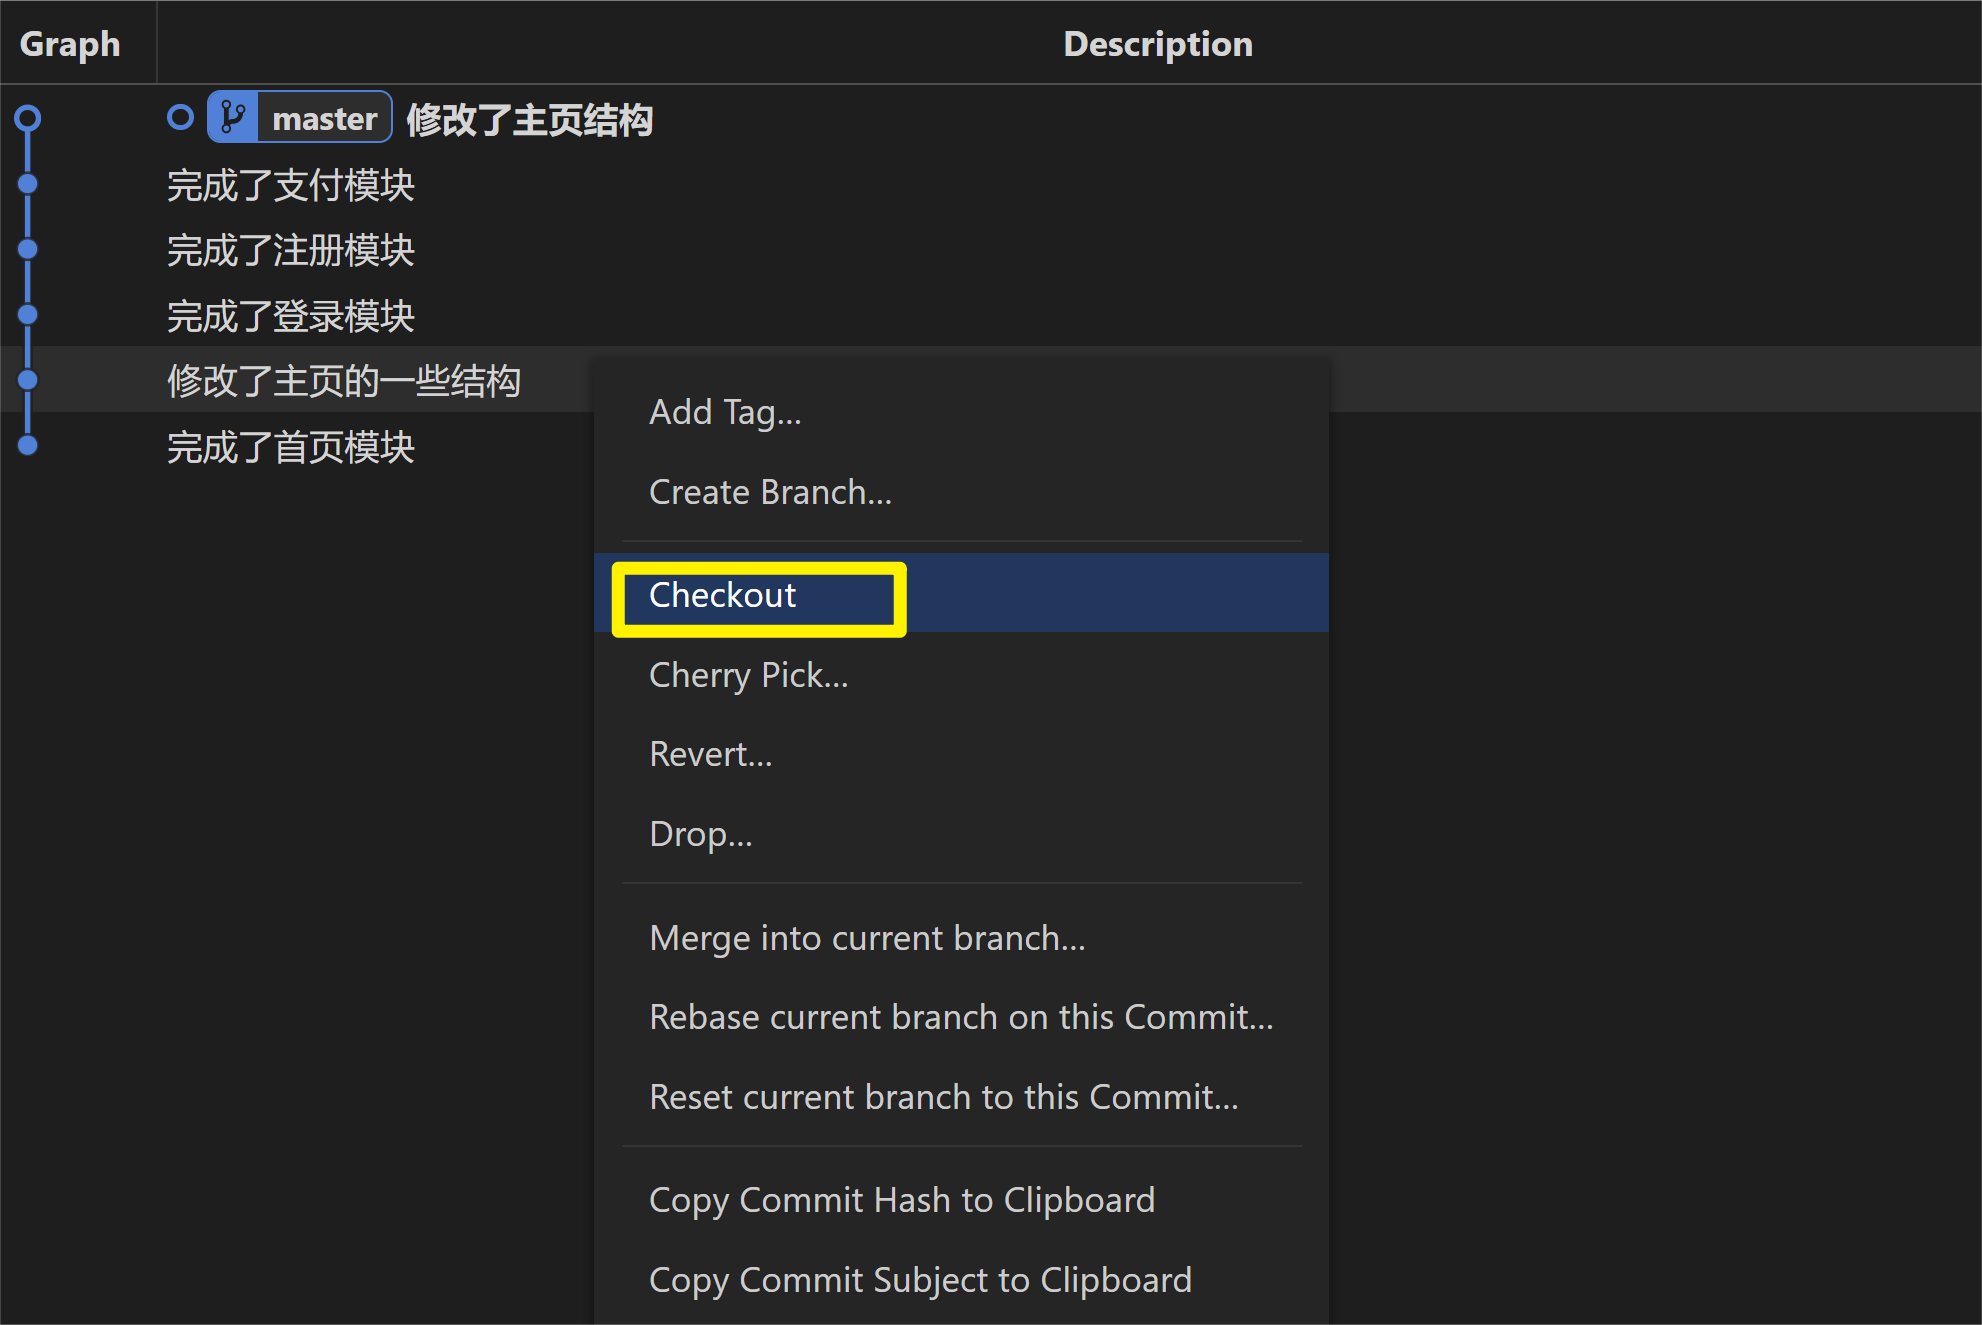 Graph Description
master 修改了主页结构
完成了支付模块
完成了注册模块
完成了登录模块
修改了主页的一些结构
完成了首页模块
Add Tag...
Create Branch...
Checkout
Cherry Pick...
Revert...
Drop...
Merge into current branch...
Rebase current branch on this Commit...
Reset current branch to this Commit...
Copy Commit Hash to Clipboard
Copy Commit Subject to Clipboard